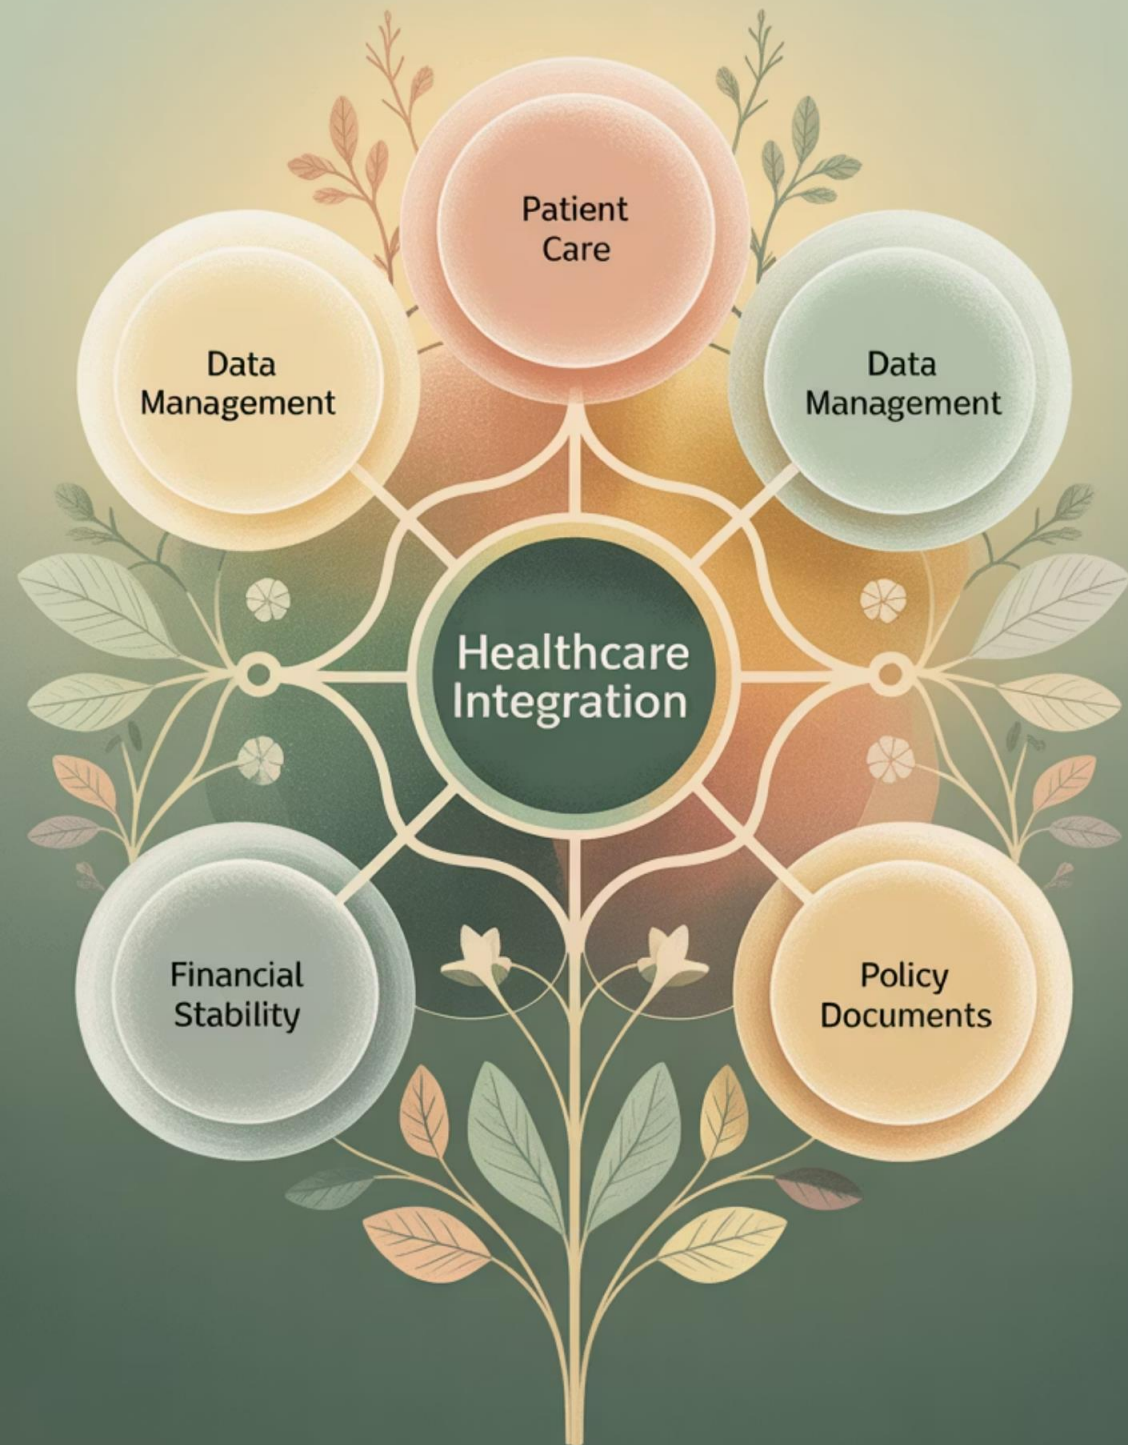 Patient
Care
Data
Management
Data
Management
Healthcare
Integration
Financial
Stability
Policy
Documents